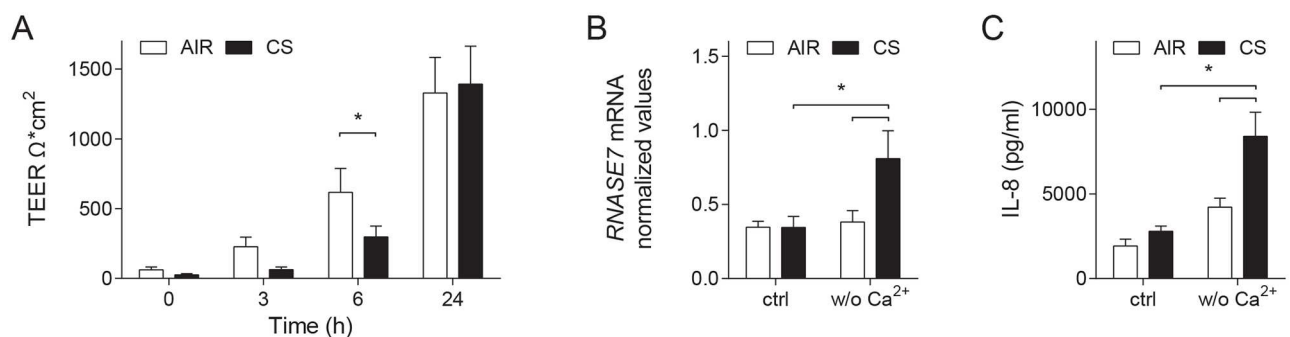 A
AIR CS
TEER Ω*cm²
1500
1000
500
0
*
0 3 6 24
Time (h)
B
AIR CS
RNASE7 mRNA
normalized values
1.5
1.0
0.5
0.0
*
ctrl w/o Ca²⁺
C
AIR CS
IL-8 (pg/ml)
10000
5000
0
*
ctrl w/o Ca²⁺